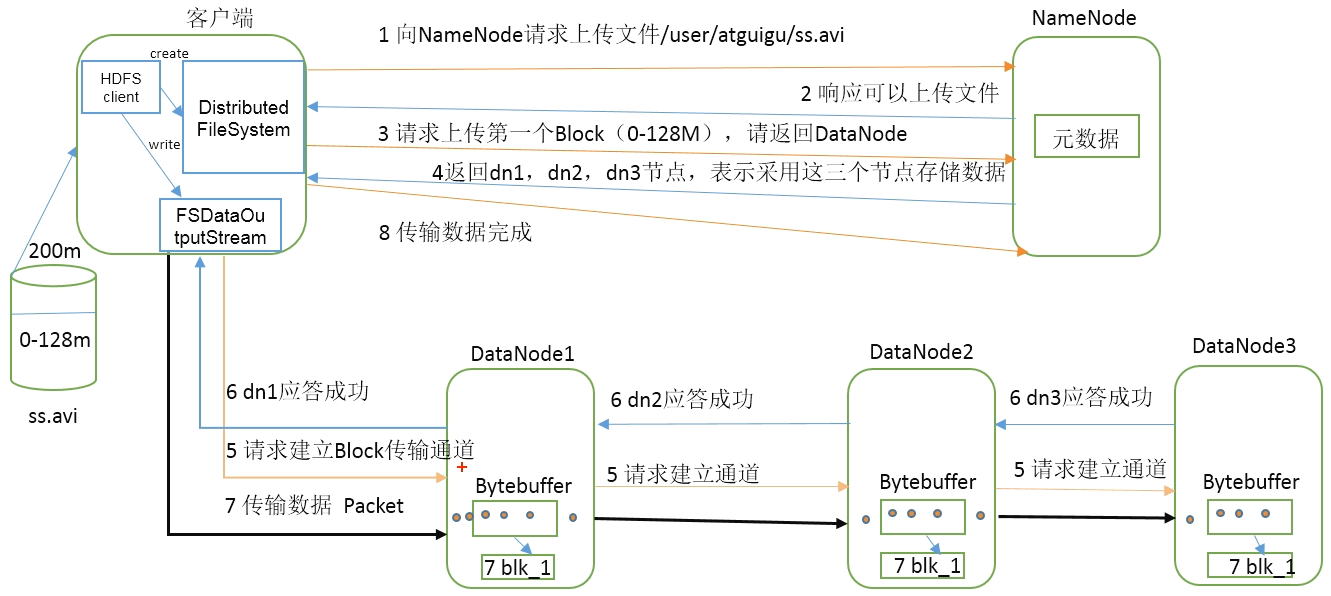 客户端
NameNode
1 向NameNode请求上传文件/user/atguigu/ss.avi
create
HDFS
client
Distributed
FileSystem
2 响应可以上传文件
3 请求上传第一个Block（0-128M），请返回DataNode
元数据
write
4返回dn1，dn2，dn3节点，表示采用这三个节点存储数据
FSDataOu
tputStream
8 传输数据完成
200m
0-128m
ss.avi
DataNode1
DataNode2
DataNode3
6 dn1应答成功
6 dn2应答成功
6 dn3应答成功
5 请求建立Block传输通道
5 请求建立通道
5 请求建立通道
Bytebuffer
Bytebuffer
Bytebuffer
7 传输数据 Packet
7 blk_1
7 blk_1
7 blk_1